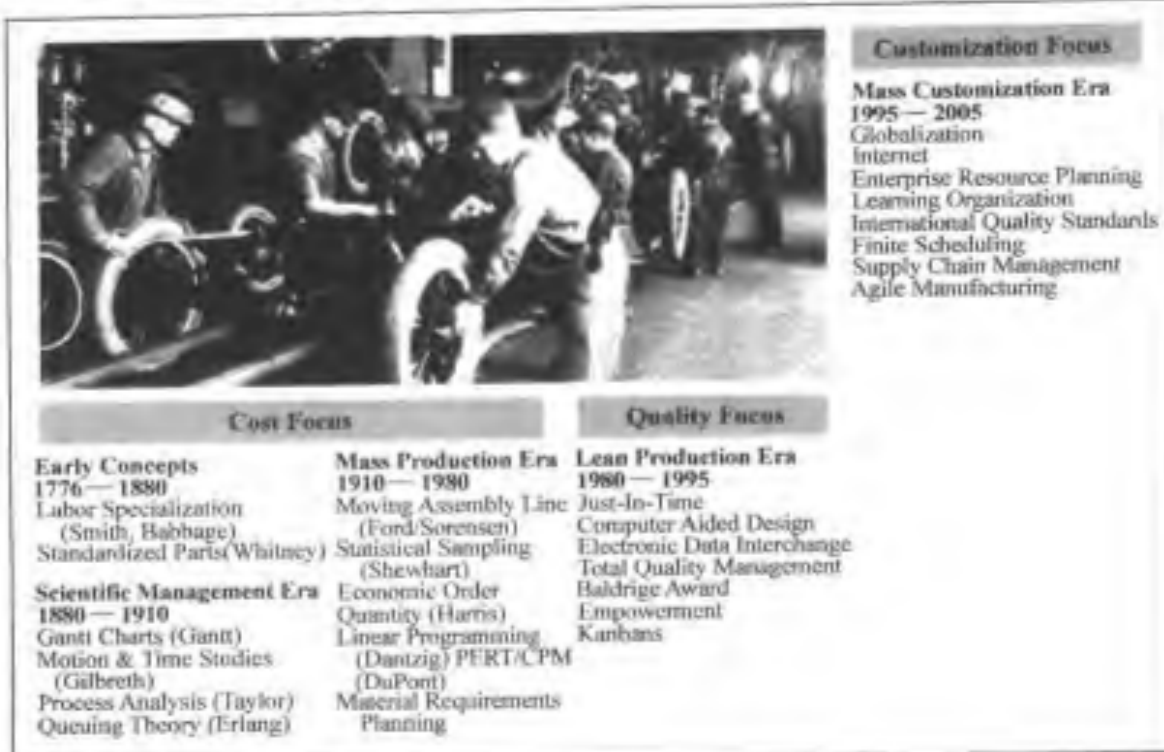 Customization Focus
Mass Customization Era
1995 — 2005
Globalization
Internet
Enterprise Resource Planning
Learning Organization
International Quality Standards
Finite Scheduling
Supply Chain Management
Agile Manufacturing
Cost Focus
Early Concepts
1776 — 1880
Labor Specialization
(Smith, Babbage)
Standardized Parts(Whitney)
Scientific Management Era
1880 — 1910
Gantt Charts (Gantt)
Motion & Time Studies
(Gilbreth)
Process Analysis (Taylor)
Queuing Theory (Erlang)
Mass Production Era
1910 — 1980
Moving Assembly Line
(Ford/Sorensen)
Statistical Sampling
(Shewhart)
Economic Order
Quantity (Harris)
Linear Programming
(Dantzig) PERT/CPM
(DuPont)
Material Requirements
Planning
Quality Focus
Lean Production Era
1980 — 1995
Just-In-Time
Computer Aided Design
Electronic Data Interchange
Total Quality Management
Baldrige Award
Empowerment
Kanbans